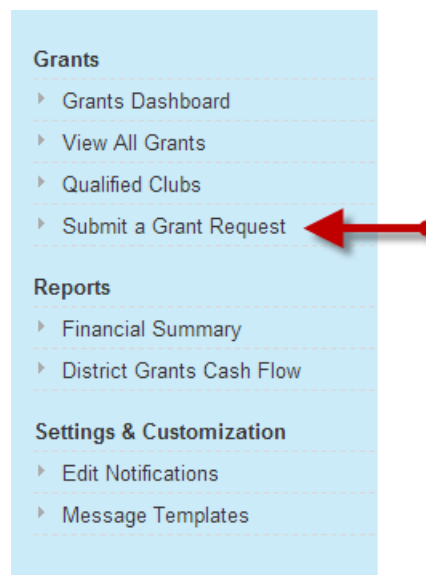 Grants
Grants Dashboard
View All Grants
Qualified Clubs
Submit a Grant Request
Reports
Financial Summary
District Grants Cash Flow
Settings & Customization
Edit Notifications
Message Templates